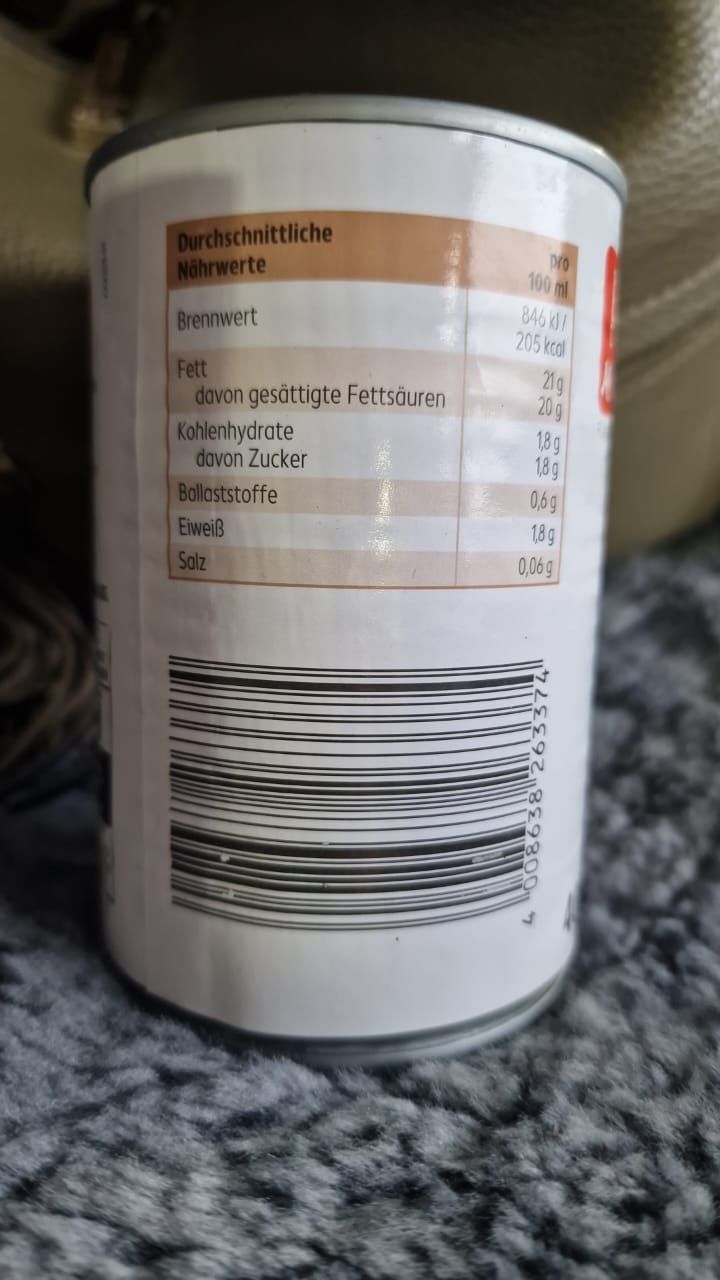 Durchschnittliche
Nährwerte pro
100 ml
Brennwert 846 kJ/
205 kcal
Fett 21 g
davon gesättigte Fettsäuren 20 g
Kohlenhydrate 1,8 g
davon Zucker 1,8 g
Ballaststoffe 0,6 g
Eiweiß 1,8 g
Salz 0,06 g
4 008638 263374